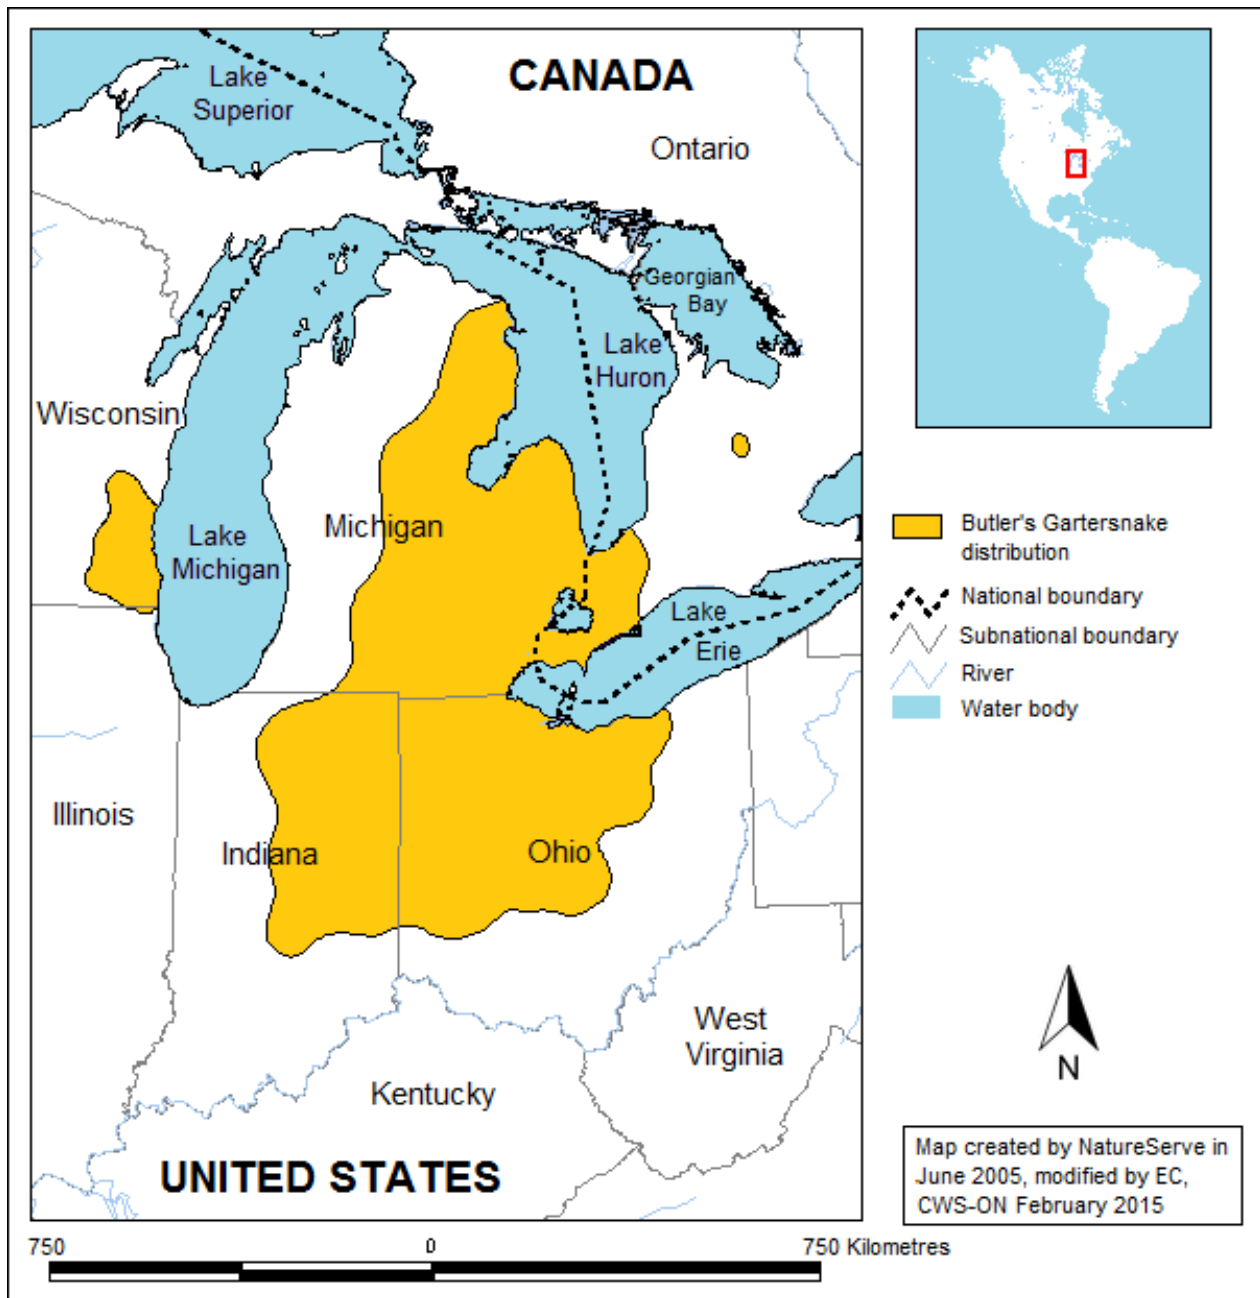 CANADA
Lake
Superior
Ontario
Georgian
Bay
Lake
Huron
Wisconsin
Michigan
Lake
Michigan
Lake
Erie
Illinois
Indiana
Ohio
West
Virginia
Kentucky
UNITED STATES
750 0 750 Kilometres
Butler's Gartersnake
distribution
National boundary
Subnational boundary
River
Water body
N
Map created by NatureServe in
June 2005, modified by EC,
CWS-ON February 2015